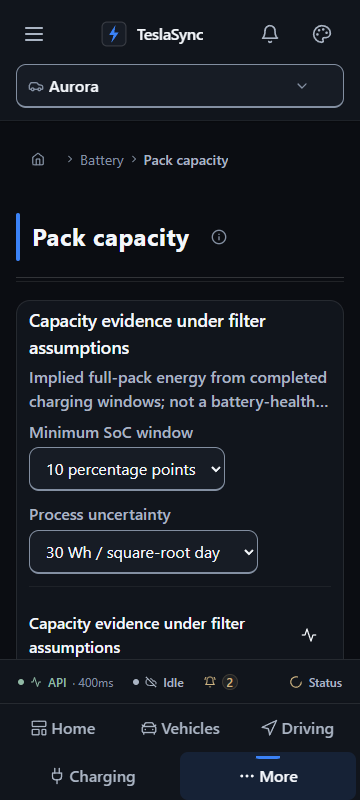 TeslaSync
Aurora
Battery
Pack capacity
Pack capacity
Capacity evidence under filter
assumptions
Implied full-pack energy from completed
charging windows; not a battery-health...
Minimum SoC window
10 percentage points
Process uncertainty
30 Wh / square-root day
Capacity evidence under filter
assumptions
API · 400ms
Idle
2
Status
Home
Vehicles
Driving
Charging
More